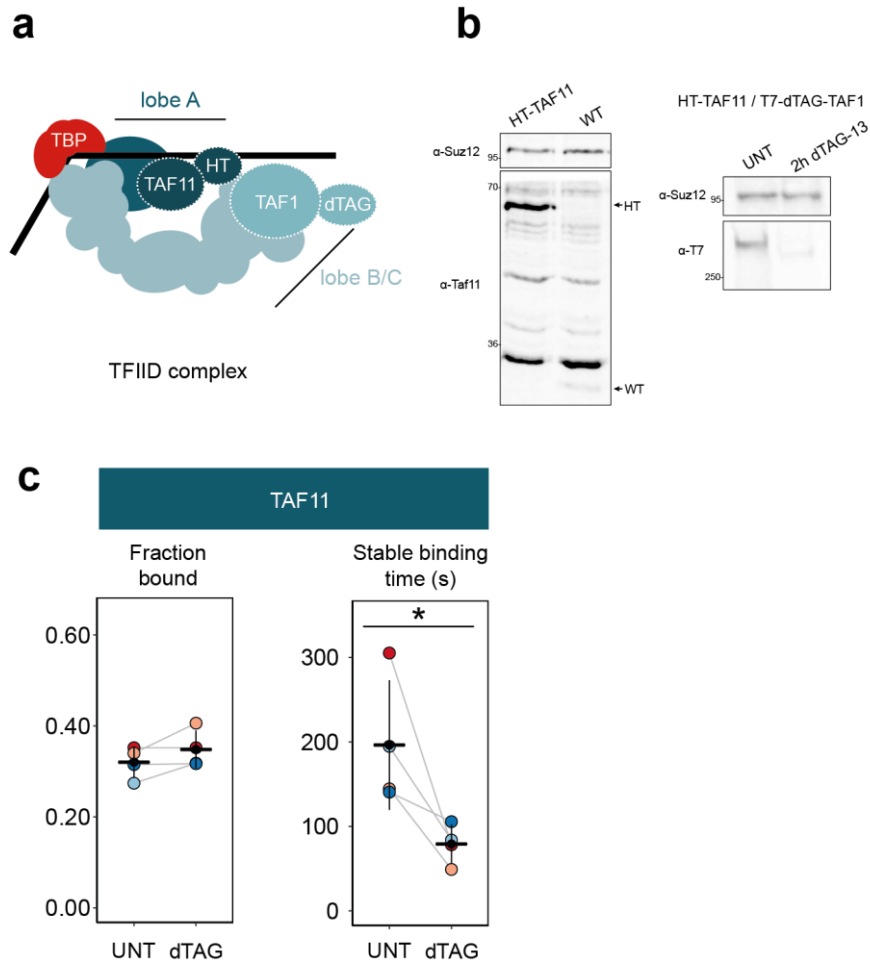 a
lobe A
TBP
HT
TAF11
TAF1
dTAG
lobe B/C
TFIID complex
b
HT-TAF11
WT
α-Suz12
95-
70
HT
α-Taf11
36
WT
HT-TAF11 / T7-dTAG-TAF1
UNT
2h dTAG-13
α-Suz12
95-
α-T7
250-
c
TAF11
Fraction
bound
0.60
0.40
0.20
0.00
UNT dTAG
Stable binding
time (s)
*
300
200
100
0
UNT dTAG